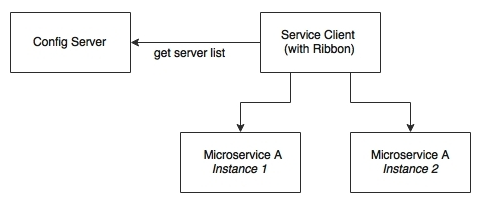 Config Server
get server list
Service Client
(with Ribbon)
Microservice A
Instance 1
Microservice A
Instance 2